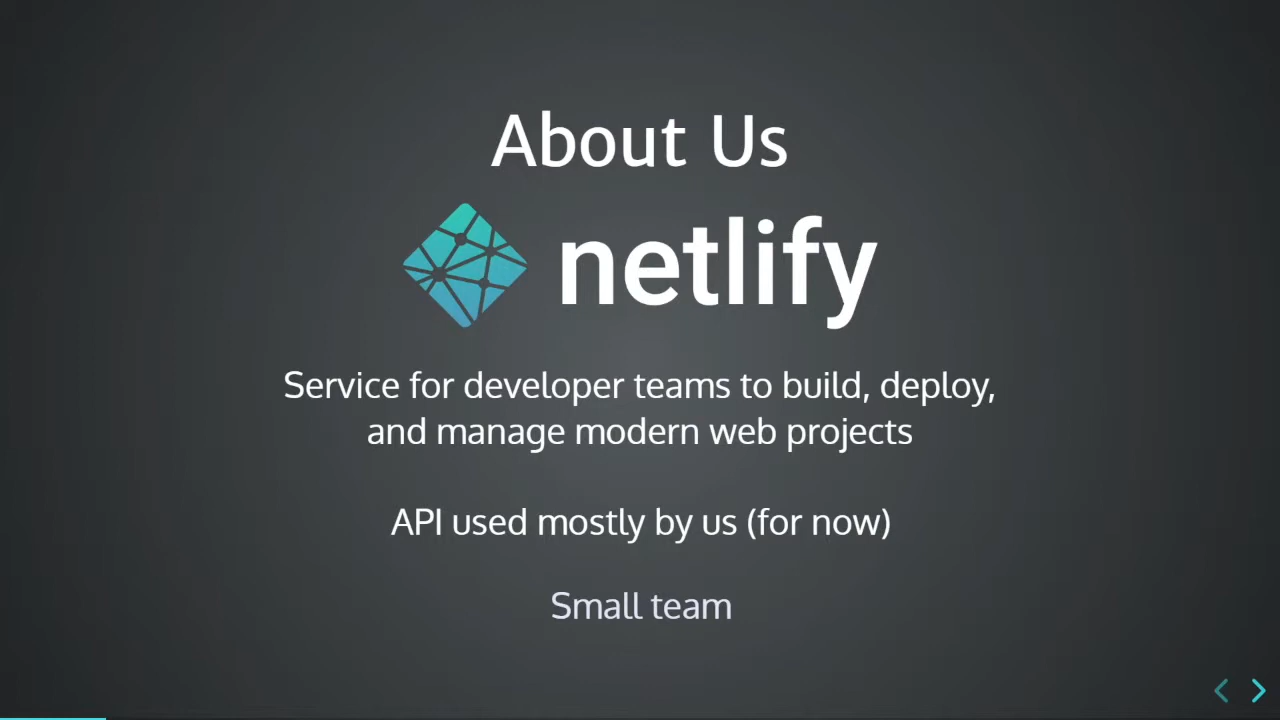 About Us
netlify
Service for developer teams to build, deploy,
and manage modern web projects
API used mostly by us (for now)
Small team